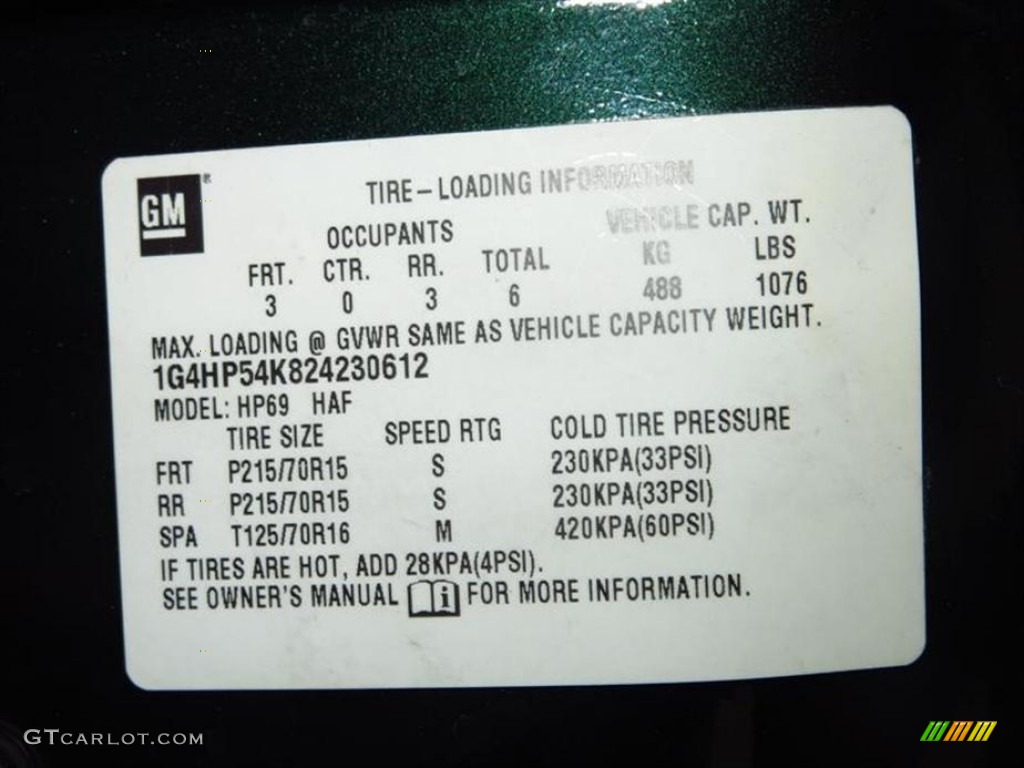 GM®
TIRE-LOADING INFORMATION
OCCUPANTS VEHICLE CAP. WT.
FRT. CTR. RR. TOTAL KG LBS
3 0 3 6 488 1076
MAX. LOADING @ GVWR SAME AS VEHICLE CAPACITY WEIGHT.
1G4HP54K824230612
MODEL: HP69 HAF
TIRE SIZE SPEED RTG COLD TIRE PRESSURE
FRT P215/70R15 S 230KPA(33PSI)
RR P215/70R15 S 230KPA(33PSI)
SPA T125/70R16 M 420KPA(60PSI)
IF TIRES ARE HOT, ADD 28KPA(4PSI).
SEE OWNER'S MANUAL i FOR MORE INFORMATION.
GTCARLOT.COM